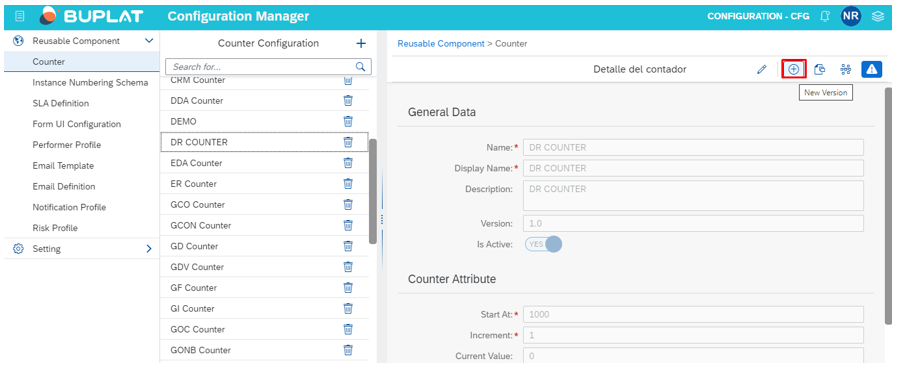 BUPLAT Configuration Manager CONFIGURATION - CFG NR
Reusable Component
Counter
Instance Numbering Schema
SLA Definition
Form UI Configuration
Performer Profile
Email Template
Email Definition
Notification Profile
Risk Profile
Setting
Counter Configuration
Search for...
CRM Counter
DDA Counter
DEMO
DR COUNTER
EDA Counter
ER Counter
GCO Counter
GCON Counter
GD Counter
GDV Counter
GF Counter
GI Counter
GOC Counter
GONB Counter
Reusable Component > Counter
Detalle del contador
New Version
General Data
Name:* DR COUNTER
Display Name:* DR COUNTER
Description: DR COUNTER
Version: 1.0
Is Active: YES
Counter Attribute
Start At:* 1000
Increment:* 1
Current Value: 0